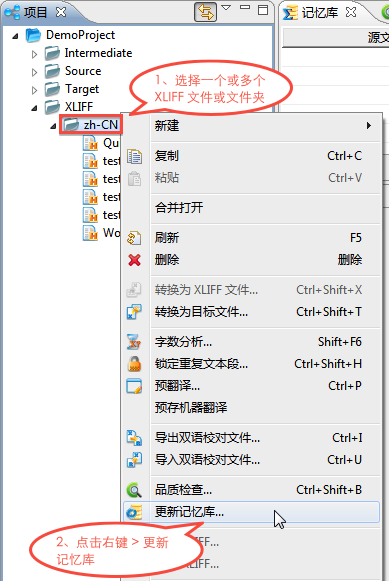 项目
记忆库
源文
DemoProject
Intermediate
Source
Target
XLIFF
zh-CN
Qu
test
test
test
test
Wo
1、选择一个或多个
XLIFF 文件或文件夹
新建
复制 Ctrl+C
粘贴 Ctrl+V
合并打开
刷新 F5
删除 删除
转换为 XLIFF 文件... Ctrl+Shift+X
转换为目标文件... Ctrl+Shift+T
字数分析... Shift+F6
锁定重复文本段... Ctrl+Shift+H
预翻译... Ctrl+P
预存机器翻译
导出双语校对文件... Ctrl+I
导入双语校对文件... Ctrl+U
品质检查... Ctrl+Shift+B
更新记忆库...
2、点击右键 > 更新
记忆库
IFF...
IFF...